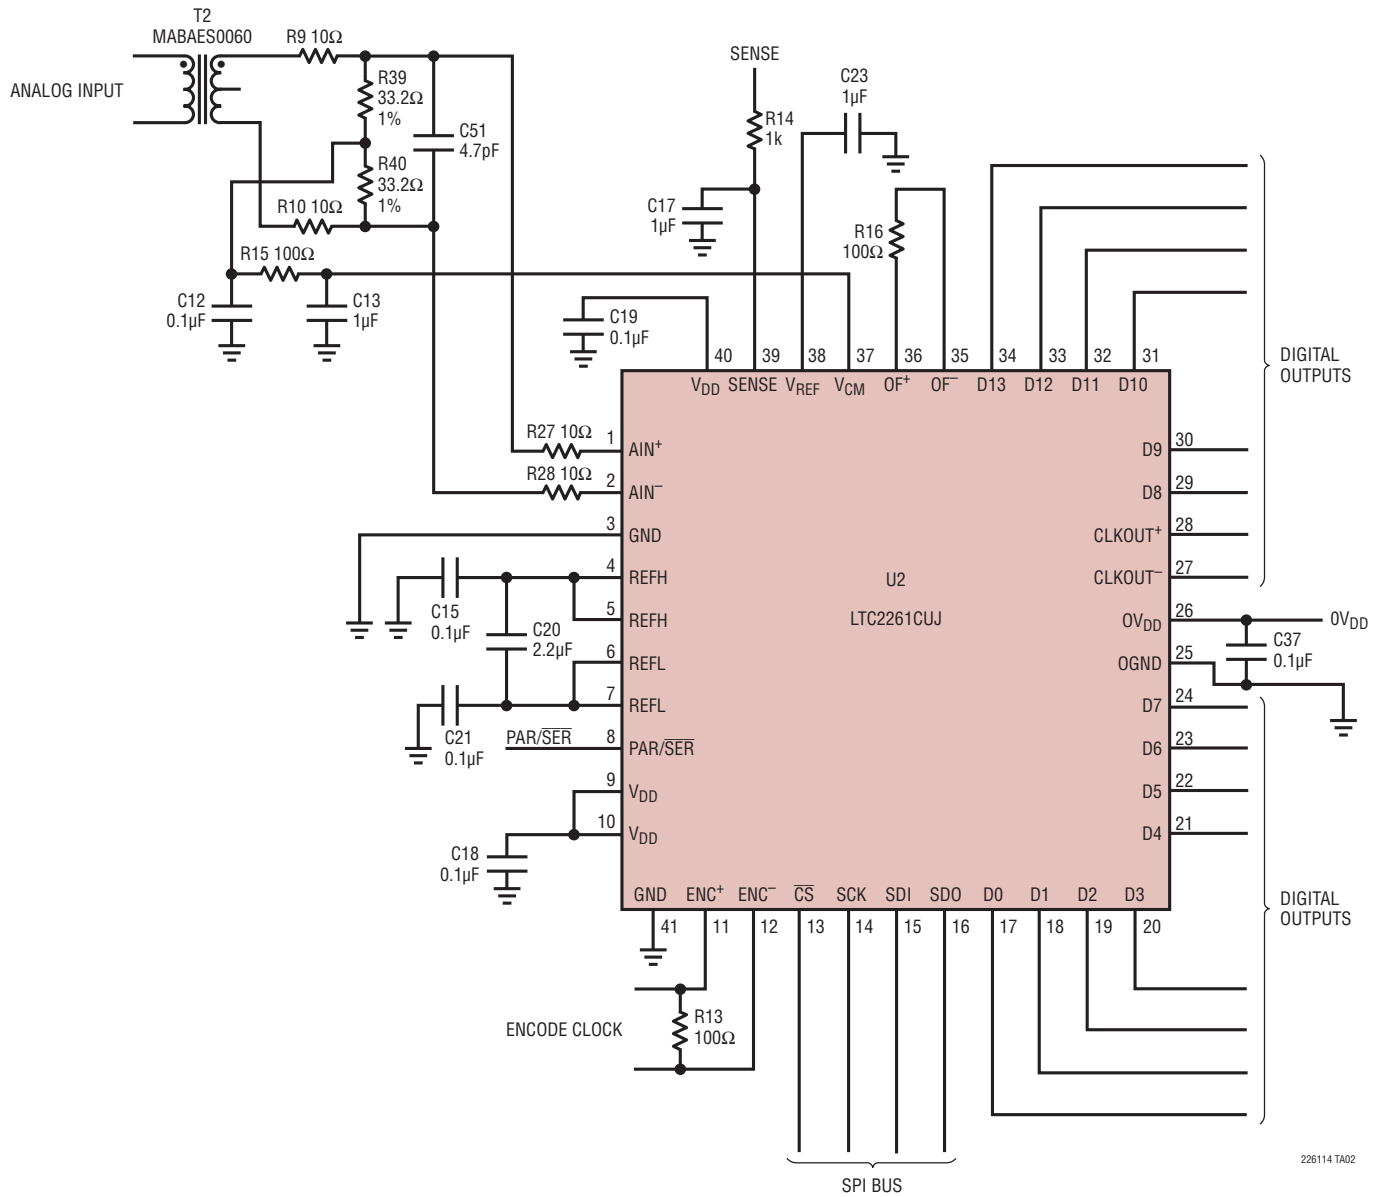 T2
MABAES0060
ANALOG INPUT
R9 10Ω
R39
33.2Ω
1%
C51
4.7pF
R40
33.2Ω
1%
R10 10Ω
R15 100Ω
C12
0.1µF
C13
1µF
SENSE
R14
1k
C17
1µF
C23
1µF
R16
100Ω
C19
0.1µF
40
39
38
37
36
35
34
33
32
31
VDD
SENSE
VREF
VCM
OF+
OF–
D13
D12
D11
D10
DIGITAL
OUTPUTS
R27 10Ω
1
AIN+
R28 10Ω
2
AIN–
3
GND
4
REFH
5
REFH
6
REFL
7
REFL
PAR/SER
8
PAR/SER
9
VDD
10
VDD
C15
0.1µF
C20
2.2µF
C21
0.1µF
C18
0.1µF
U2
LTC2261CUJ
D9
30
D8
29
CLKOUT+
28
CLKOUT–
27
OVDD
26
0VDD
OGND
25
C37
0.1µF
D7
24
D6
23
D5
22
D4
21
GND
ENC+
ENC–
CS
SCK
SDI
SDO
D0
D1
D2
D3
41
11
12
13
14
15
16
17
18
19
20
DIGITAL
OUTPUTS
ENCODE CLOCK
R13
100Ω
SPI BUS
226114 TA02